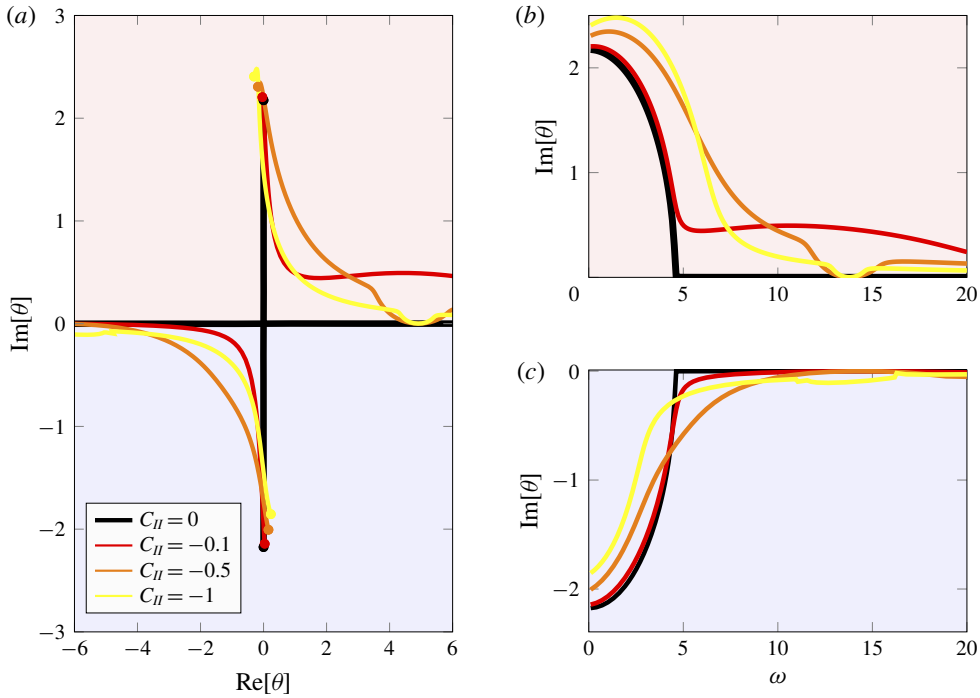 (a)
3
2
1
0
−1
−2
−3
Im[θ]
−6 −4 −2 0 2 4 6
Re[θ]
C_II = 0
C_II = −0.1
C_II = −0.5
C_II = −1
(b)
2
1
Im[θ]
0 5 10 15 20
(c)
0
−1
−2
Im[θ]
0 5 10 15 20
ω